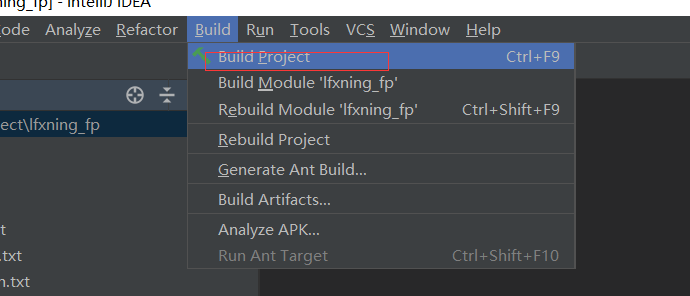 ning_fp] - IntelliJ IDEA
ode Analyze Refactor Build Run Tools VCS Window Help
Build Project Ctrl+F9
Build Module 'lfxning_fp'
Rebuild Module 'lfxning_fp' Ctrl+Shift+F9
ect\lfxning_fp
Rebuild Project
Generate Ant Build...
Build Artifacts...
Analyze APK...
t
.txt
Run Ant Target Ctrl+Shift+F10
n.txt